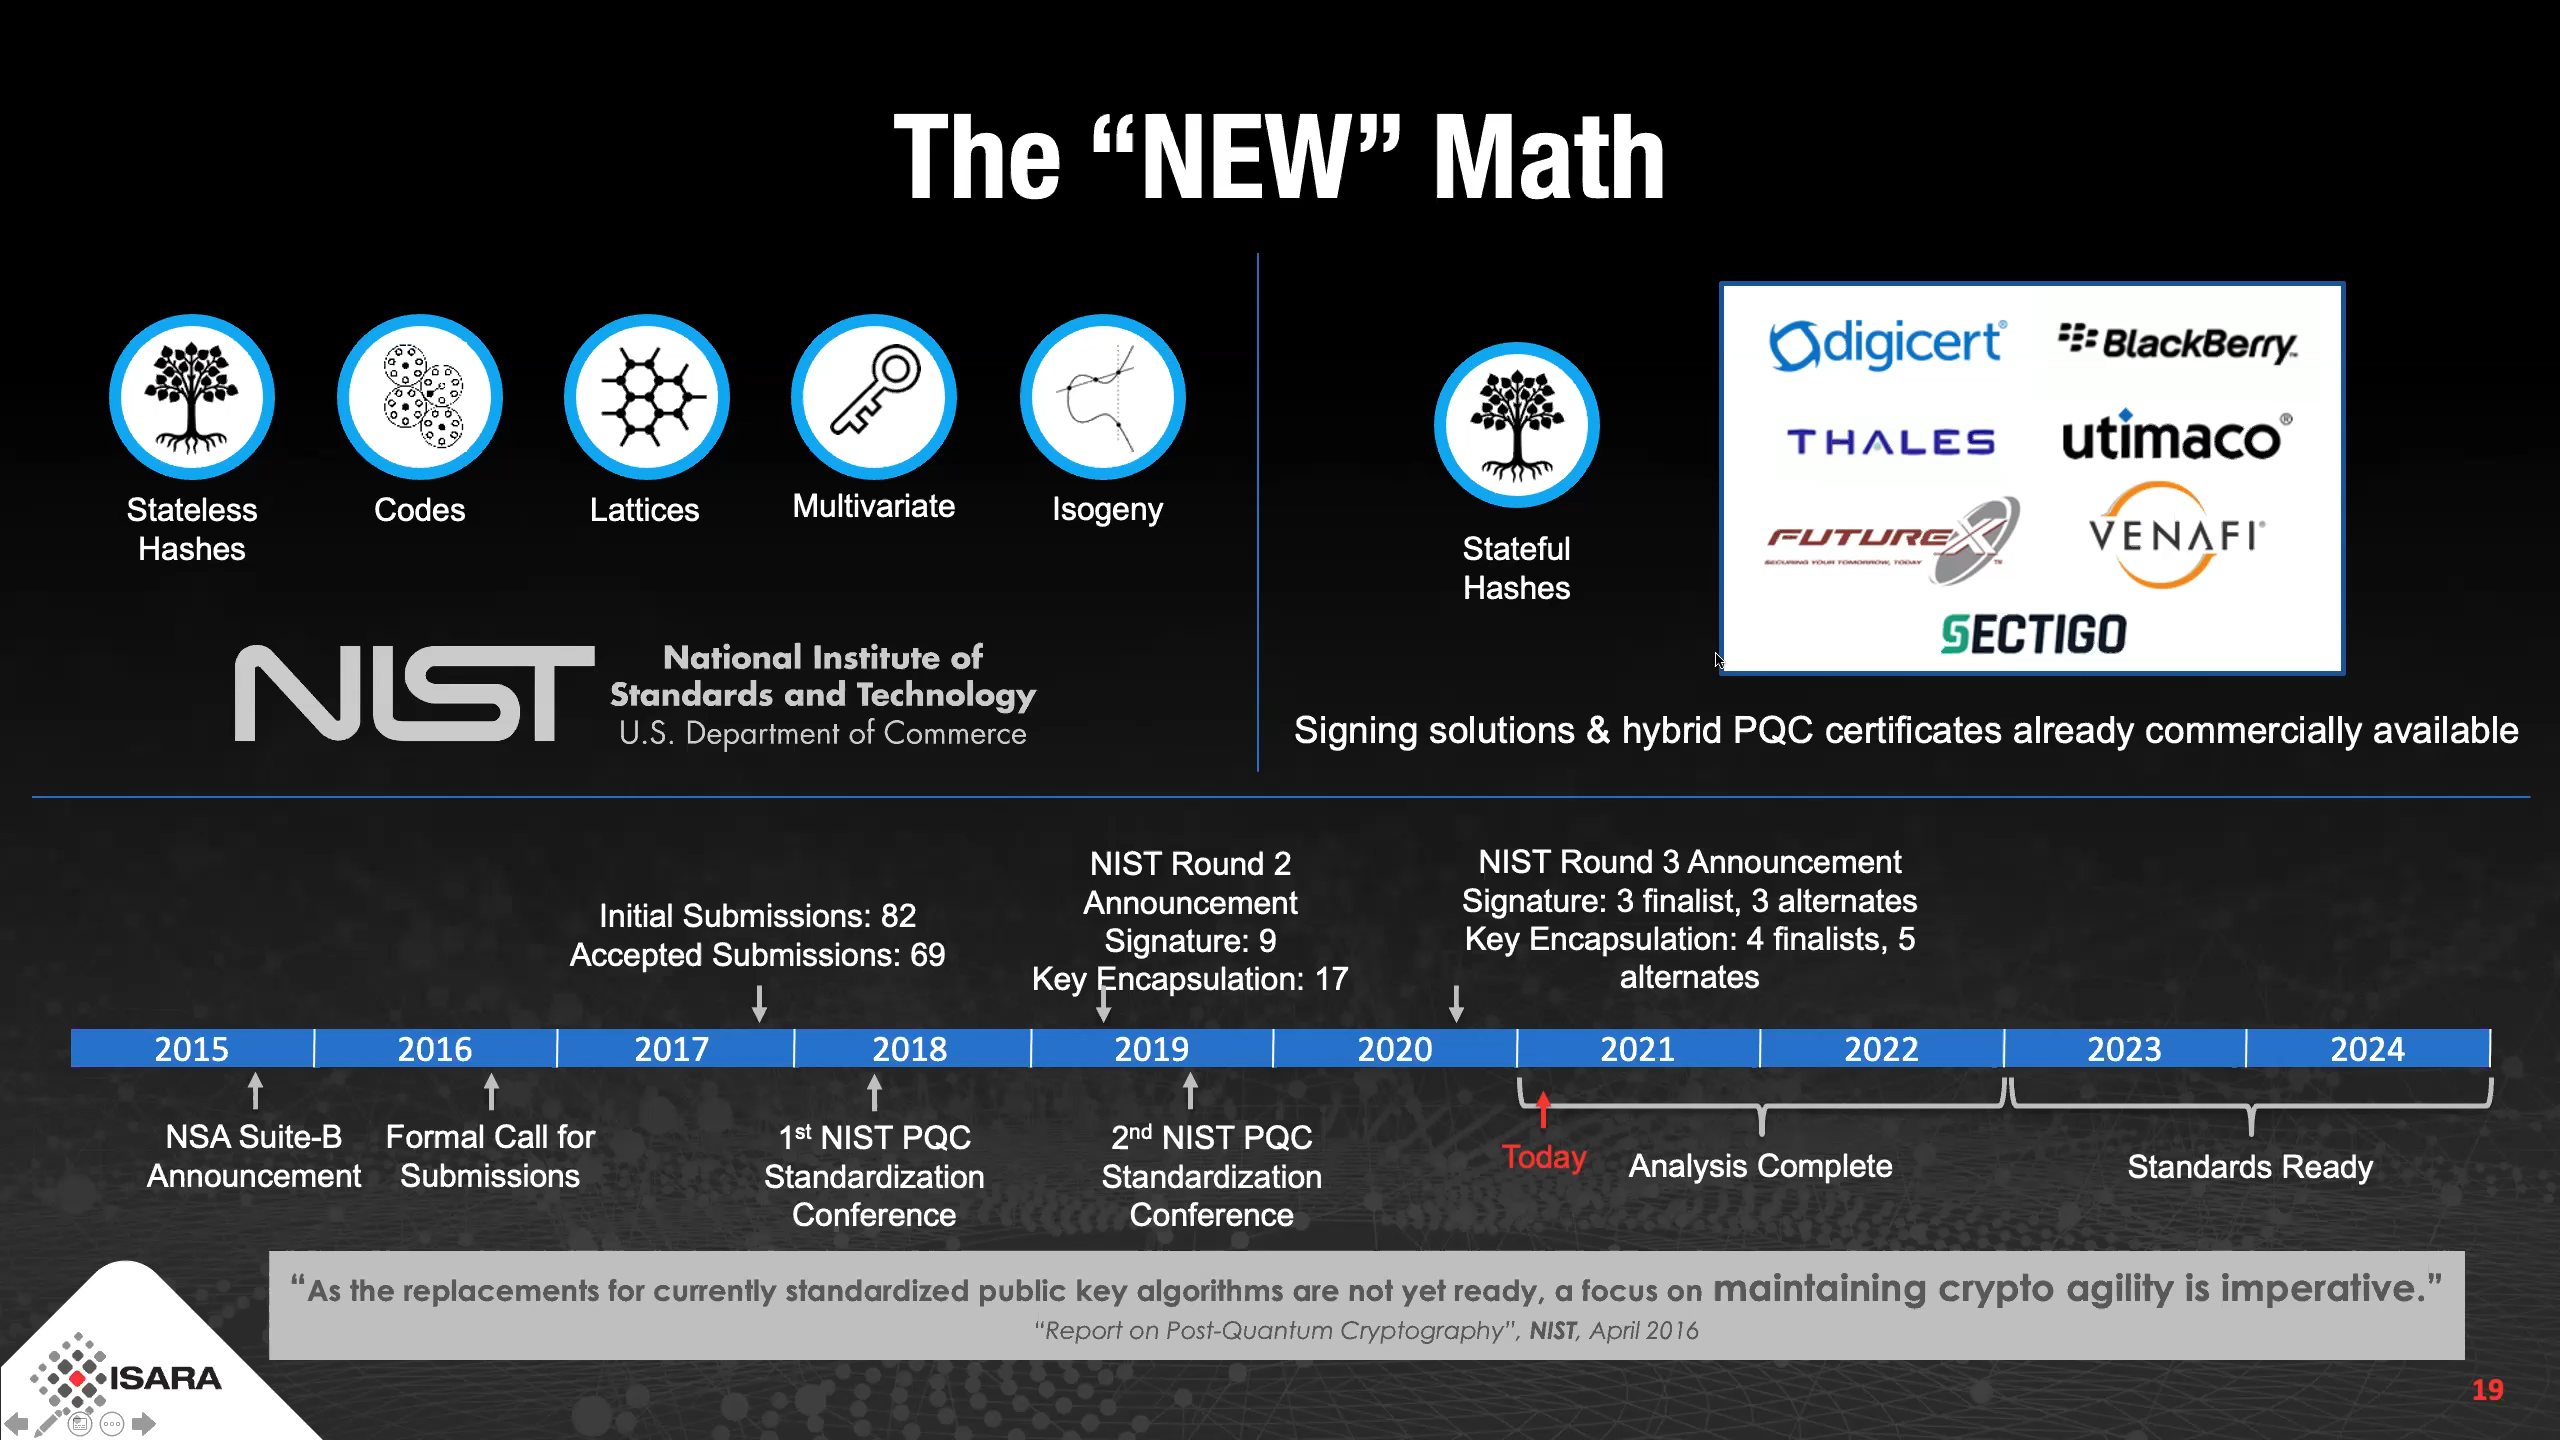 The “NEW” Math
Stateless
Hashes
Codes
Lattices
Multivariate
Isogeny
NIST
National Institute of
Standards and Technology
U.S. Department of Commerce
Stateful
Hashes
digicert®
BlackBerry™
THALES
utimaco®
FUTUREX™
SECURING YOUR TOMORROW, TODAY
VENAFI®
SECTIGO
Signing solutions & hybrid PQC certificates already commercially available
Initial Submissions: 82
Accepted Submissions: 69
NIST Round 2
Announcement
Signature: 9
Key Encapsulation: 17
NIST Round 3 Announcement
Signature: 3 finalist, 3 alternates
Key Encapsulation: 4 finalists, 5
alternates
2015 2016 2017 2018 2019 2020 2021 2022 2023 2024
NSA Suite-B
Announcement
Formal Call for
Submissions
1st NIST PQC
Standardization
Conference
2nd NIST PQC
Standardization
Conference
Today
Analysis Complete
Standards Ready
“As the replacements for currently standardized public key algorithms are not yet ready, a focus on maintaining crypto agility is imperative.”
“Report on Post-Quantum Cryptography”, NIST, April 2016
ISARA
19